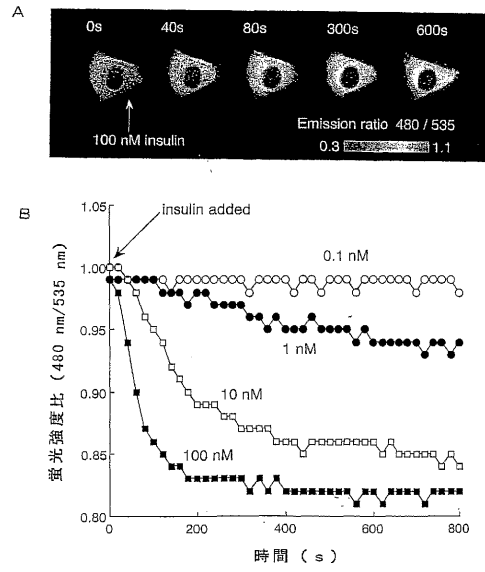 A
0s 40s 80s 300s 600s
100 nM insulin
Emission ratio 480 / 535
0.3 1.1
B
1.05
insulin added
0.1 nM
1.00
1 nM
0.95
10 nM
0.90
100 nM
0.85
0.80
蛍光強度比 (480 nm/535 nm)
0 200 400 600 800
時間 (s)